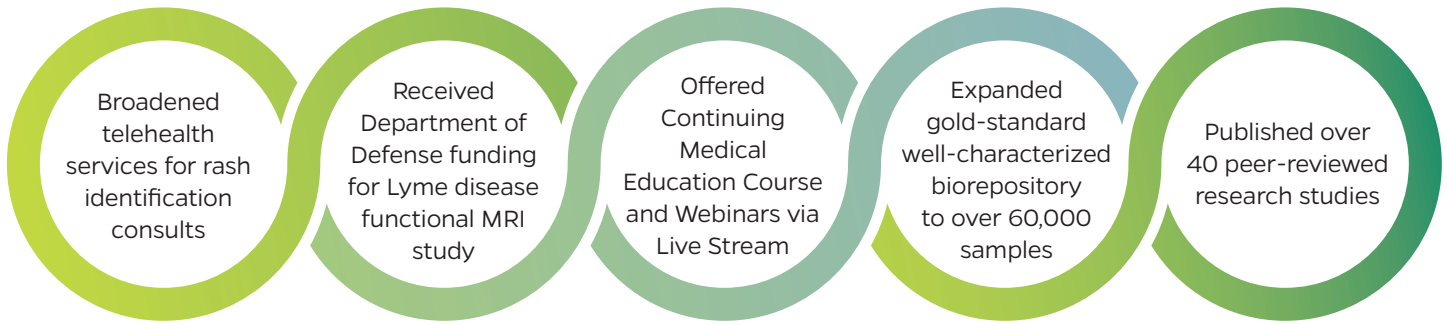 Broadened
telehealth
services for rash
identification
consults
Received
Department of
Defense funding
for Lyme disease
functional MRI
study
Offered
Continuing
Medical
Education Course
and Webinars via
Live Stream
Expanded
gold-standard
well-characterized
biorepository
to over 60,000
samples
Published over
40 peer-reviewed
research studies